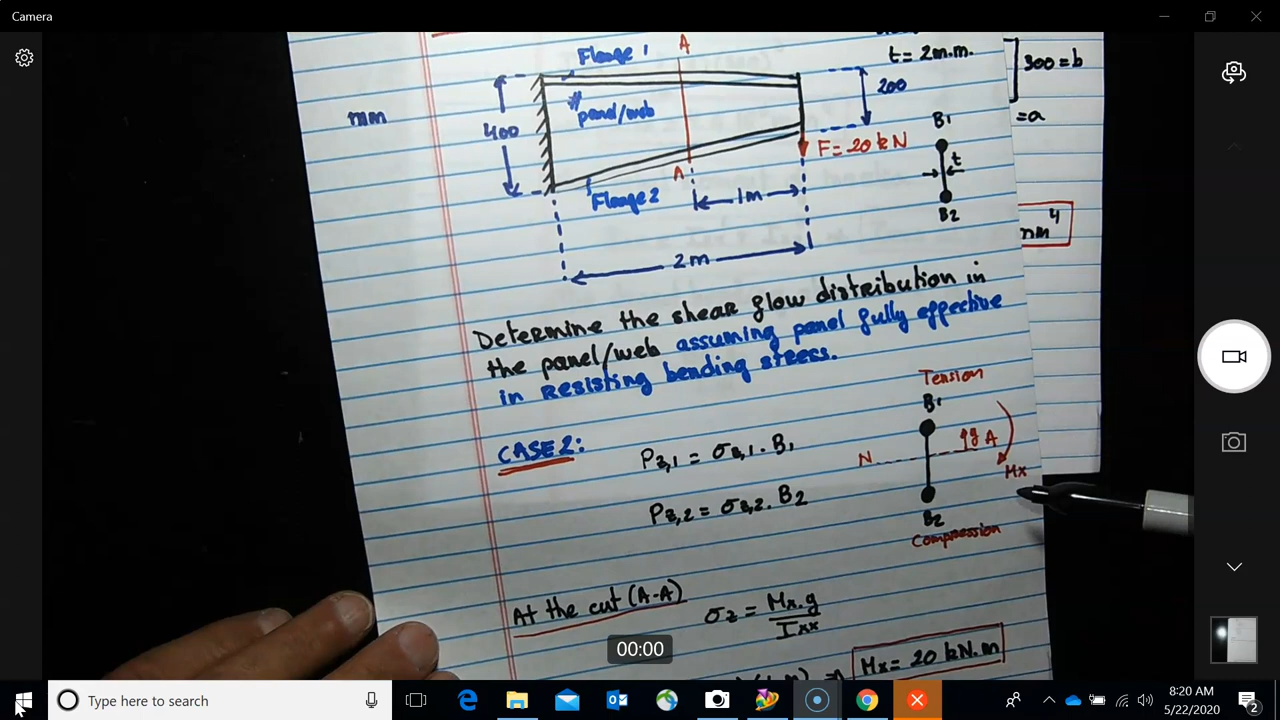 Camera
Flange 1
A
t = 2m.m.
300 = b
mm
400
# panel/web
200
= a
B1
F = 20 kN
t
A
Flange 2
1m
B2
mm4
2m
Determine the shear flow distribution in
the panel/web assuming panel fully effective
in resisting bending stress.
Tension
B1
CASE 2:
Pz,1 = σz,1 . B1
N
A
Mx
Pz,2 = σz,2 . B2
B2
Compression
At the cut (A-A)
σz = Mx.y
Ixx
00:00
Mx = 20 kN.m
Type here to search
8:20 AM
5/22/2020
2